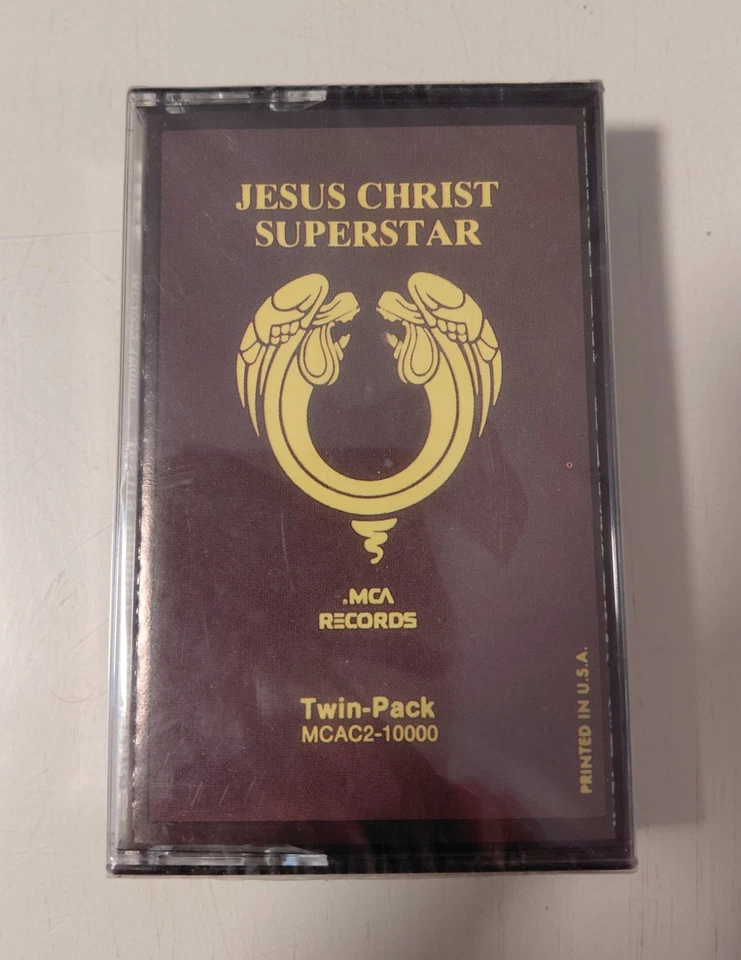 JESUS CHRIST
SUPERSTAR
MCA
RECORDS
Twin-Pack
MCAC2-10000
PRINTED IN U.S.A.